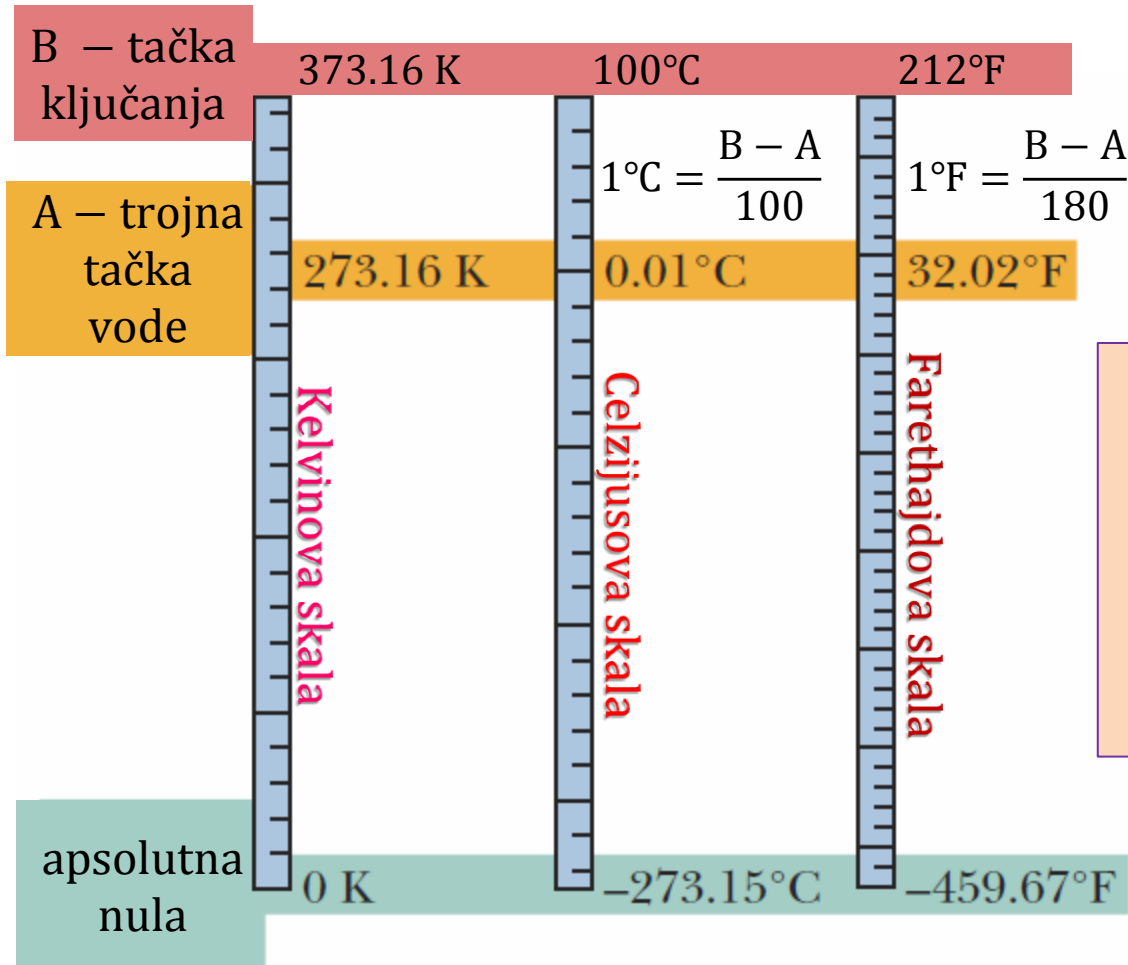 B – tačka
ključanja
373.16 K
100°C
212°F
1°C = B – A / 100
1°F = B – A / 180
A – trojna
tačka
vode
273.16 K
0.01°C
32.02°F
Kelvinova skala
Celzijusova skala
Farethajdova skala
apsolutna
nula
0 K
–273.15°C
–459.67°F